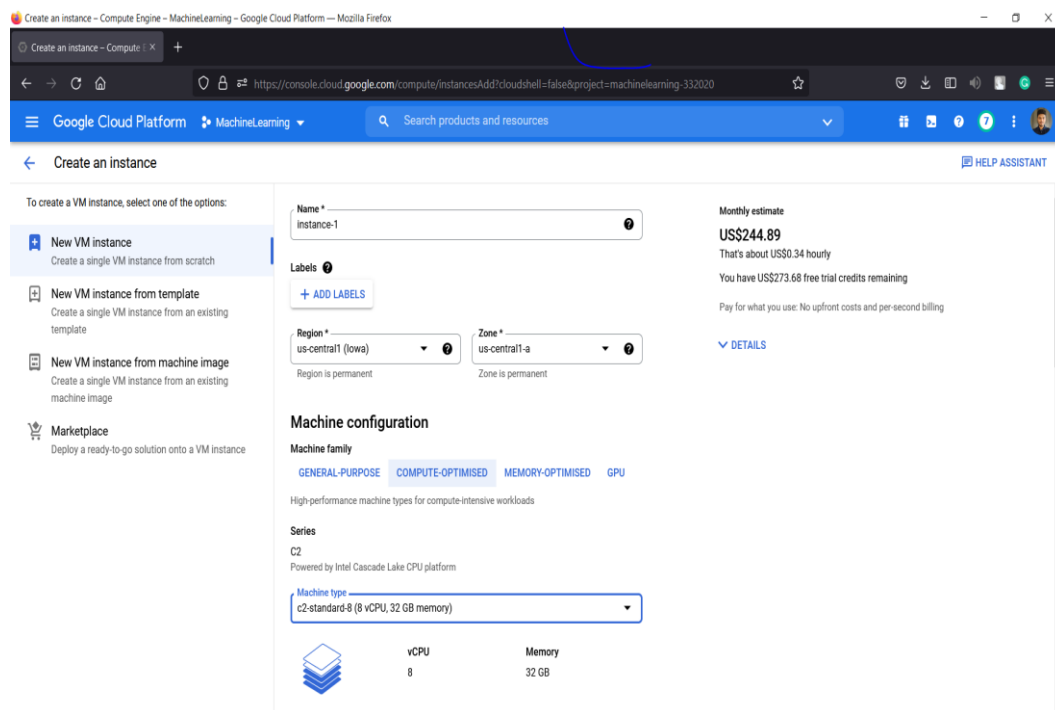 Create an instance – Compute Engine – MachineLearning – Google Cloud Platform — Mozilla Firefox
Create an instance – Compute E
https://console.cloud.google.com/compute/instancesAdd?cloudshell=false&project=machinelearning-332020
Google Cloud Platform
MachineLearning
Search products and resources
7
Create an instance
HELP ASSISTANT
To create a VM instance, select one of the options:
New VM instance
Create a single VM instance from scratch
New VM instance from template
Create a single VM instance from an existing
template
New VM instance from machine image
Create a single VM instance from an existing
machine image
Marketplace
Deploy a ready-to-go solution onto a VM instance
Name *
instance-1
Labels
+ ADD LABELS
Region *
us-central1 (Iowa)
Region is permanent
Zone *
us-central1-a
Zone is permanent
Machine configuration
Machine family
GENERAL-PURPOSE COMPUTE-OPTIMISED MEMORY-OPTIMISED GPU
High-performance machine types for compute-intensive workloads
Series
C2
Powered by Intel Cascade Lake CPU platform
Machine type
c2-standard-8 (8 vCPU, 32 GB memory)
vCPU
8
Memory
32 GB
Monthly estimate
US$244.89
That's about US$0.34 hourly
You have US$273.68 free trial credits remaining
Pay for what you use: No upfront costs and per-second billing
DETAILS